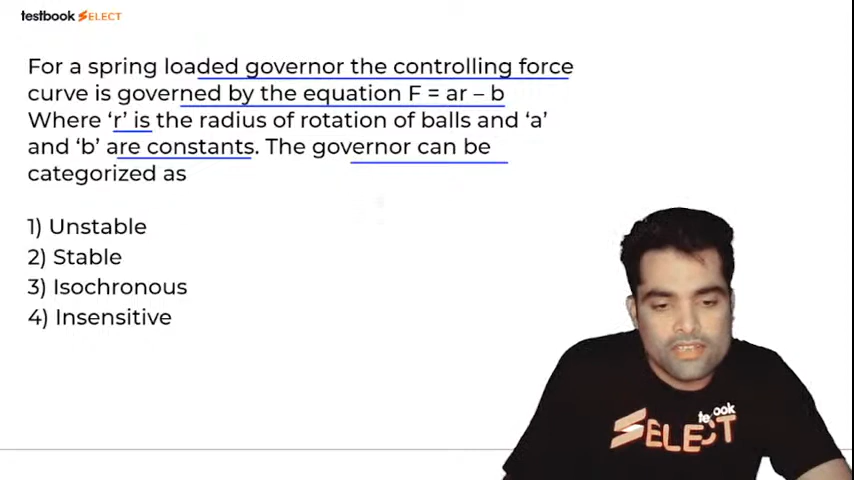 testbook SELECT
For a spring loaded governor the controlling force
curve is governed by the equation F = ar – b
Where ‘r’ is the radius of rotation of balls and ‘a’
and ‘b’ are constants. The governor can be
categorized as
1) Unstable
2) Stable
3) Isochronous
4) Insensitive
SELECT